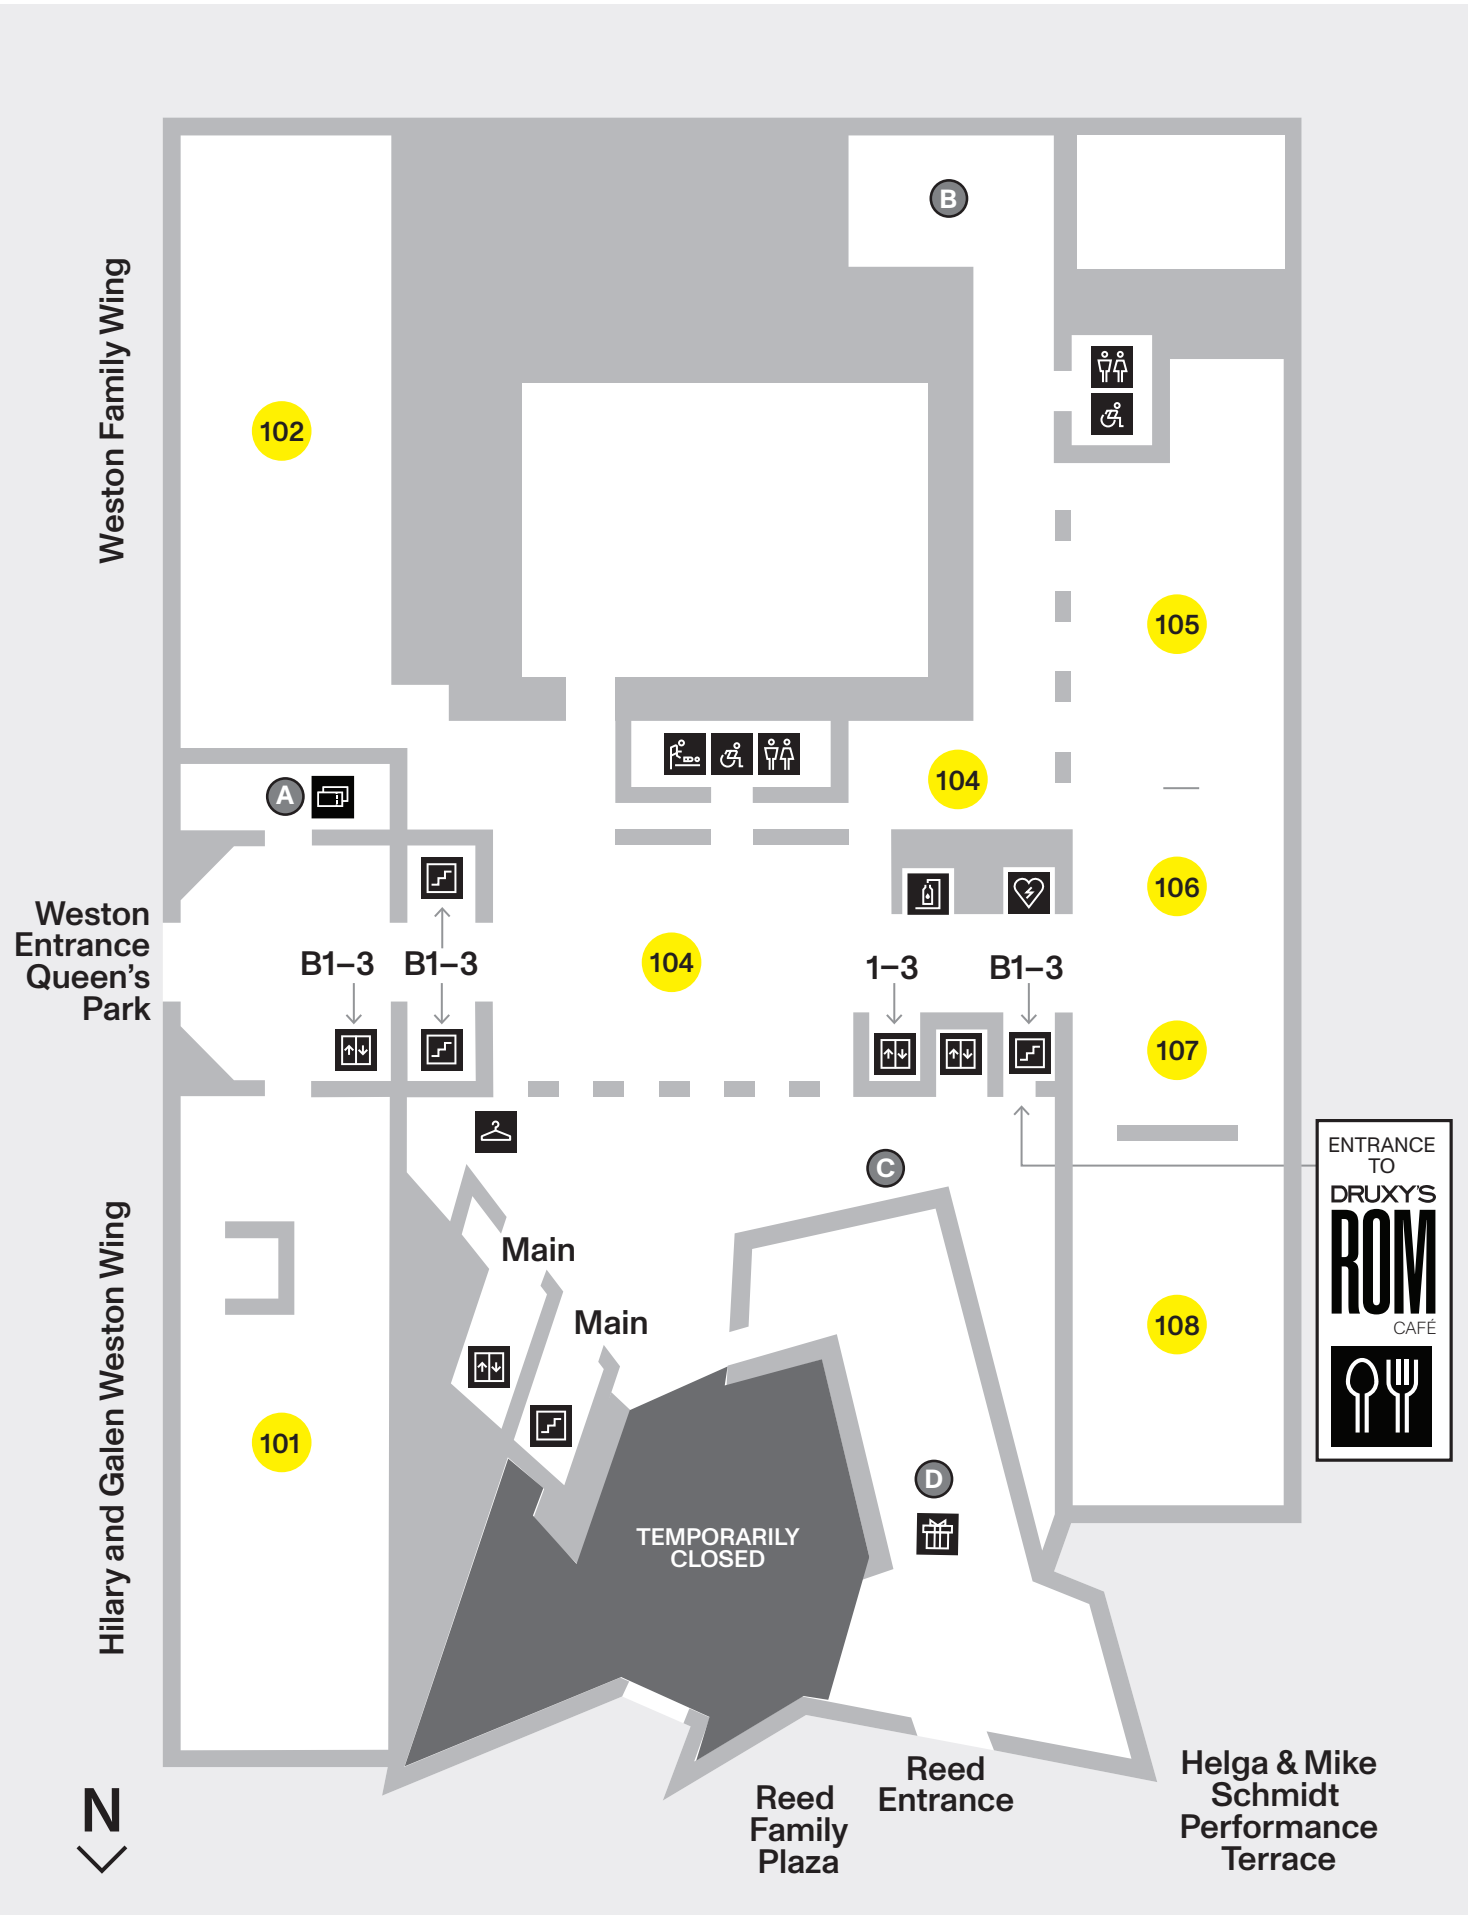 B
Weston Family Wing
102
105
A
104
106
Weston
Entrance
Queen's
Park
B1–3
B1–3
104
1–3
B1–3
107
ENTRANCE
TO
DRUXY'S
ROM
CAFÉ
C
Hilary and Galen Weston Wing
Main
Main
108
101
D
TEMPORARILY
CLOSED
Reed
Entrance
Reed
Family
Plaza
Helga & Mike
Schmidt
Performance
Terrace
N